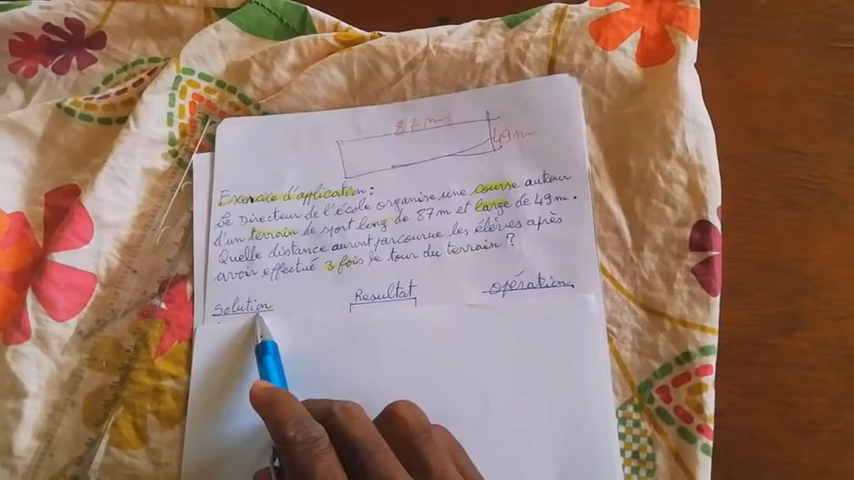 87 m
49m
Exercice d'application :
Le Directeur de l'école organise une course autour
d'un terrain de sport long de 87m et large de 49m.
Quelle distance auront parcourue les élèves après
avoir effectué 3 fois le tour du terrain ?
Solution Resultat opération